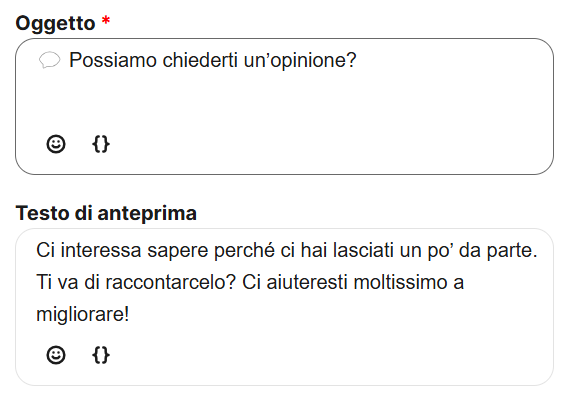 Oggetto *
💬 Possiamo chiederti un’opinione?
{}
Testo di anteprima
Ci interessa sapere perché ci hai lasciati un po’ da parte.
Ti va di raccontarcelo? Ci aiuteresti moltissimo a
migliorare!
{}